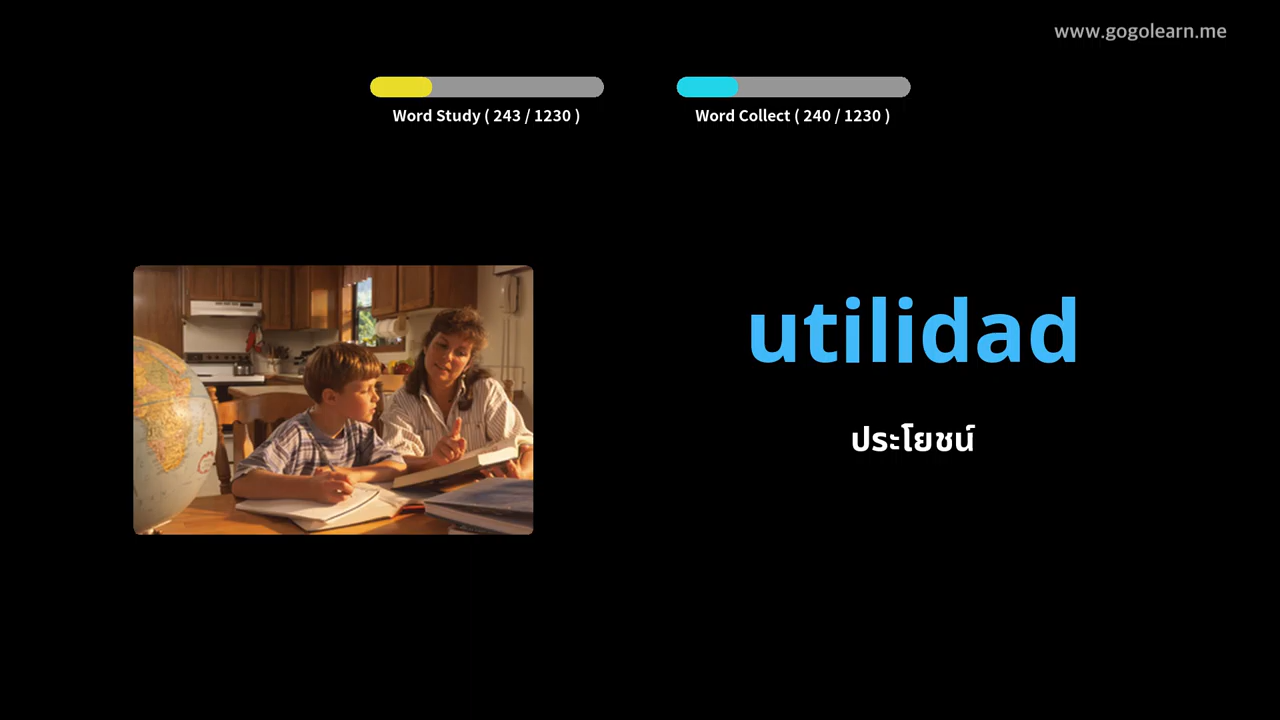 www.gogolearn.me
Word Study ( 243 / 1230 )
Word Collect ( 240 / 1230 )
utilidad
ประโยชน์